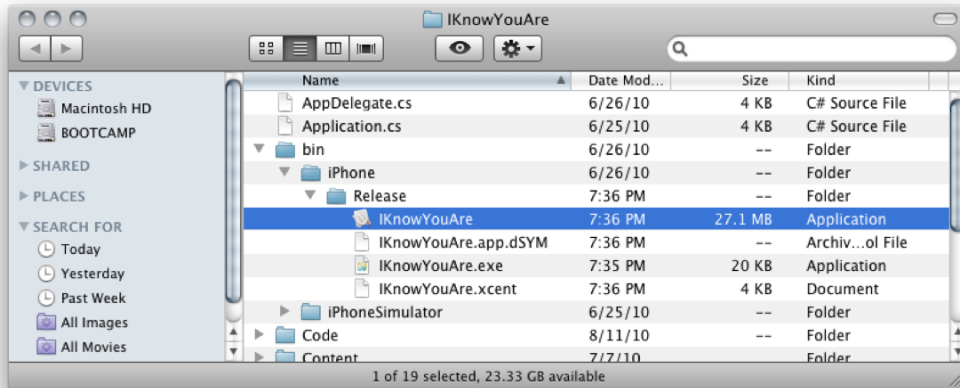 IKnowYouAre
Name Date Mod... Size Kind
DEVICES
Macintosh HD
BOOTCAMP
SHARED
PLACES
SEARCH FOR
Today
Yesterday
Past Week
All Images
All Movies
AppDelegate.cs 6/26/10 4 KB C# Source File
Application.cs 6/25/10 4 KB C# Source File
bin 6/26/10 -- Folder
iPhone 6/26/10 -- Folder
Release 7:36 PM -- Folder
IKnowYouAre 7:36 PM 27.1 MB Application
IKnowYouAre.app.dSYM 7:36 PM -- Archiv...ol File
IKnowYouAre.exe 7:35 PM 20 KB Application
IKnowYouAre.xcent 7:36 PM 4 KB Document
iPhoneSimulator 6/25/10 -- Folder
Code 8/11/10 -- Folder
Content 7/7/10 -- Folder
1 of 19 selected, 23.33 GB available